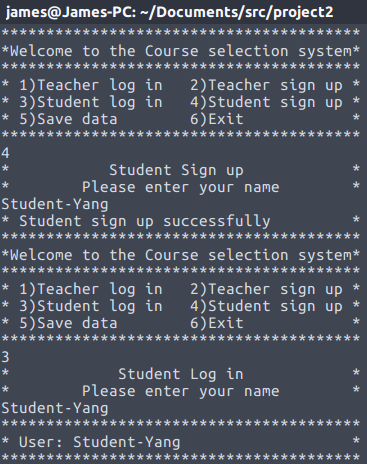 james@James-PC: ~/Documents/src/project2
***************************************
*Welcome to the Course selection system*
***************************************
* 1)Teacher log in   2)Teacher sign up *
* 3)Student log in   4)Student sign up *
* 5)Save data        6)Exit            *
***************************************
4
*           Student Sign up            *
*        Please enter your name        *
Student-Yang
* Student sign up successfully         *
***************************************
*Welcome to the Course selection system*
***************************************
* 1)Teacher log in   2)Teacher sign up *
* 3)Student log in   4)Student sign up *
* 5)Save data        6)Exit            *
***************************************
3
*            Student Log in            *
*        Please enter your name        *
Student-Yang
***************************************
* User: Student-Yang                   *
***************************************